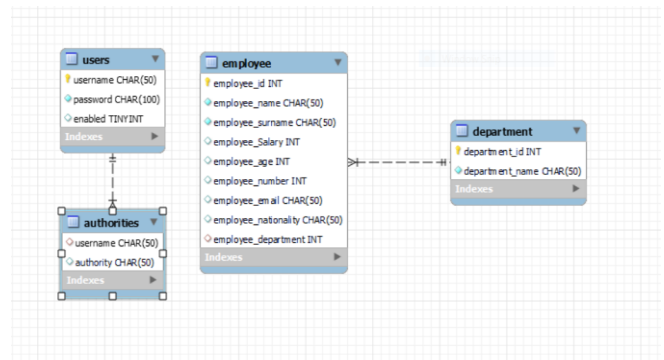 users
username CHAR(50)
password CHAR(100)
enabled TINYINT
Indexes
authorities
username CHAR(50)
authority CHAR(50)
Indexes
employee
employee_id INT
employee_name CHAR(50)
employee_surname CHAR(50)
employee_Salary INT
employee_age INT
employee_number INT
employee_email CHAR(50)
employee_nationality CHAR(50)
employee_department INT
Indexes
department
department_id INT
department_name CHAR(50)
Indexes